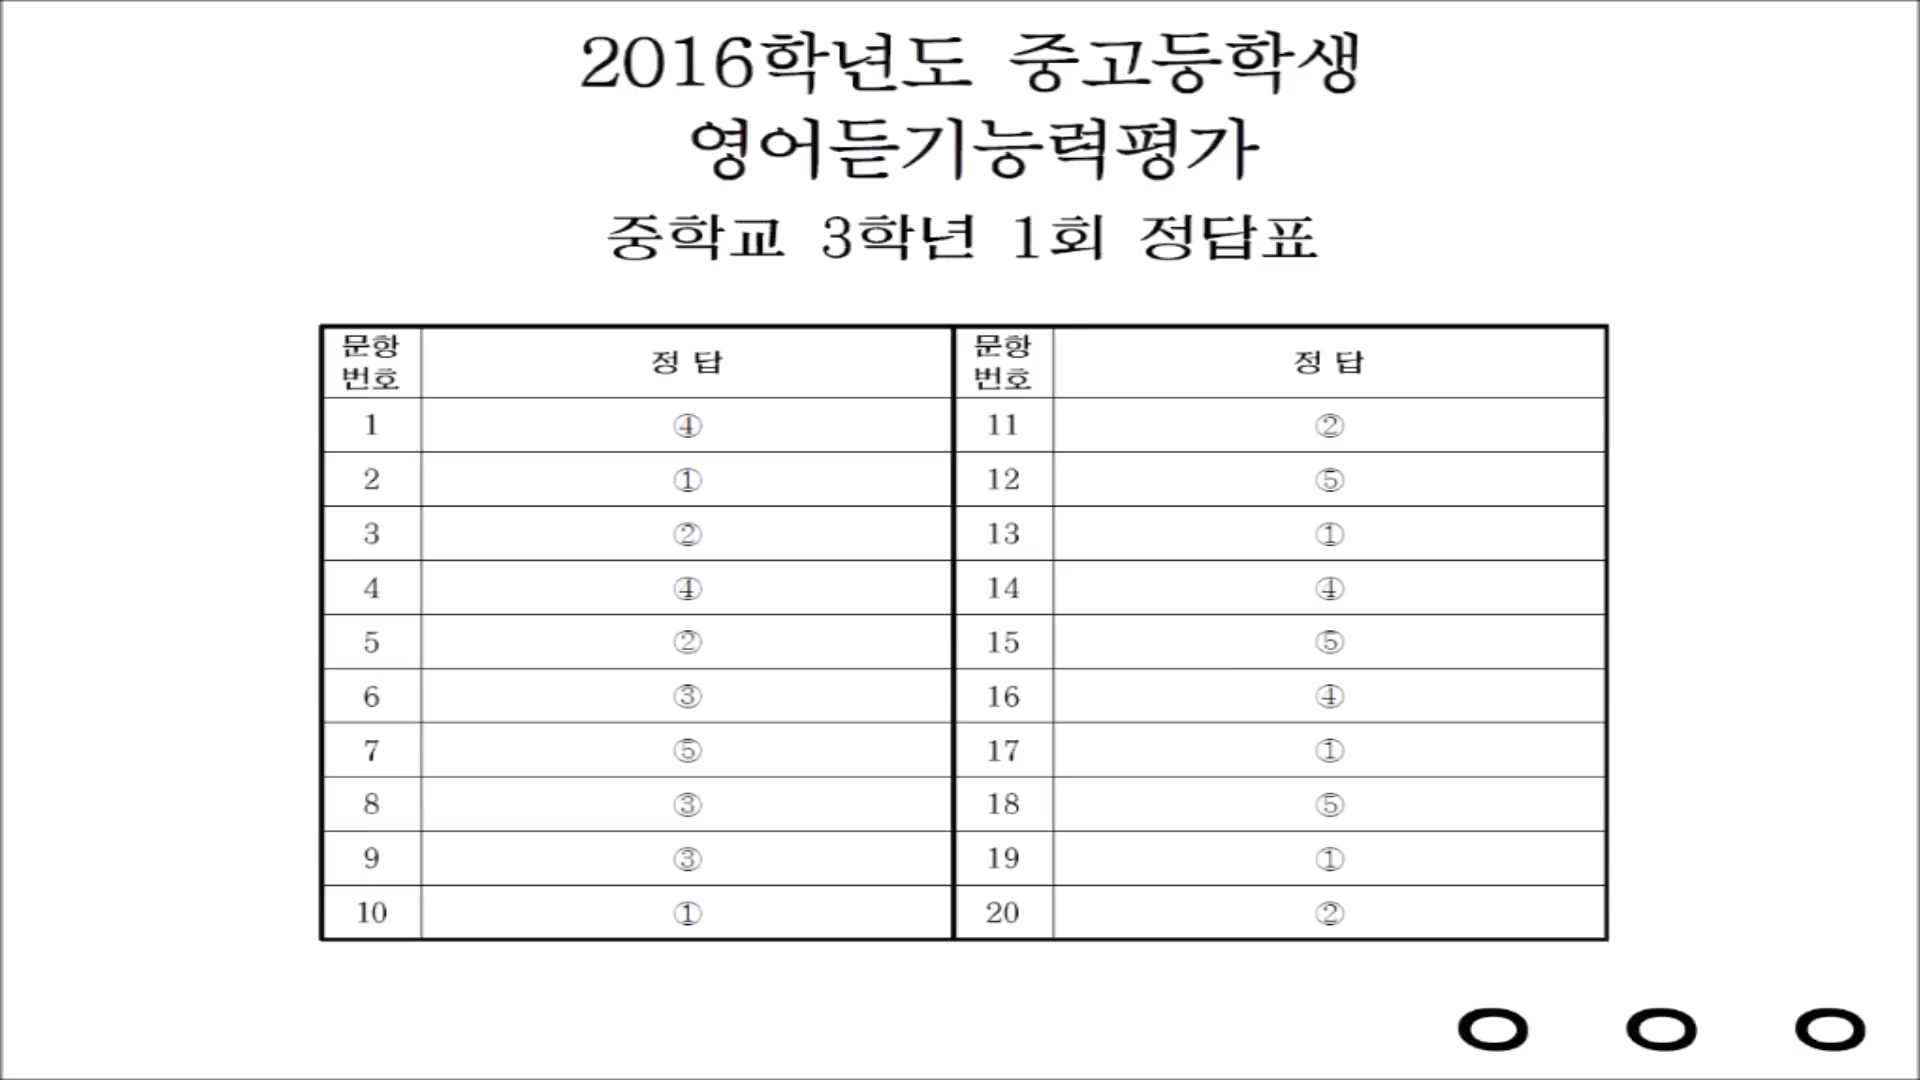 2016학년도 중고등학생
영어듣기능력평가
중학교 3학년 1회 정답표
문항 번호 정 답 문항 번호 정 답
1 ④ 11 ②
2 ① 12 ⑤
3 ② 13 ①
4 ④ 14 ④
5 ② 15 ⑤
6 ③ 16 ④
7 ⑤ 17 ①
8 ③ 18 ⑤
9 ③ 19 ①
10 ① 20 ②
ㅇ ㅇ ㅇ